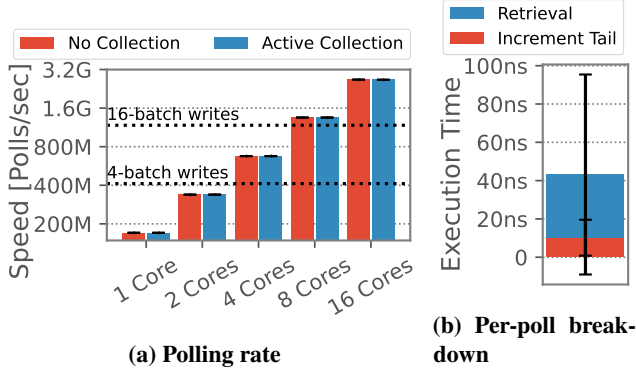 No Collection Active Collection
Speed [Polls/sec]
3.2G
1.6G
800M
400M
200M
16-batch writes
4-batch writes
1 Core
2 Cores
4 Cores
8 Cores
16 Cores
(a) Polling rate
Retrieval
Increment Tail
Execution Time
100ns
80ns
60ns
40ns
20ns
0
(b) Per-poll break-
down